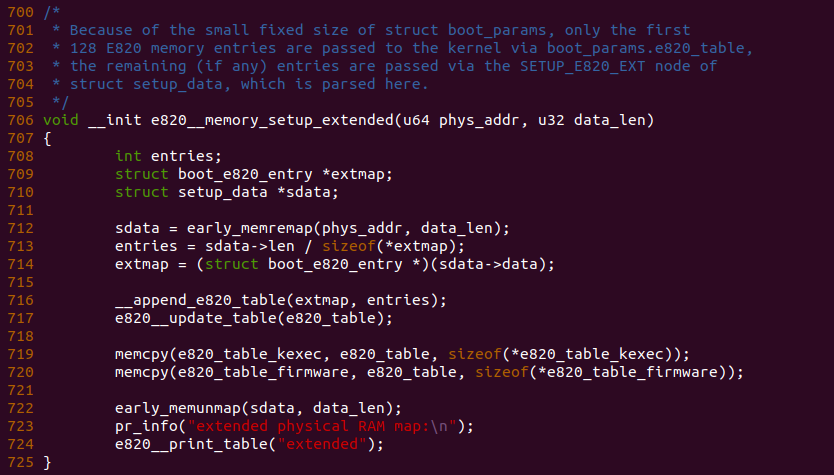 700 /*
701  * Because of the small fixed size of struct boot_params, only the first
702  * 128 E820 memory entries are passed to the kernel via boot_params.e820_table,
703  * the remaining (if any) entries are passed via the SETUP_E820_EXT node of
704  * struct setup_data, which is parsed here.
705  */
706 void __init e820__memory_setup_extended(u64 phys_addr, u32 data_len)
707 {
708         int entries;
709         struct boot_e820_entry *extmap;
710         struct setup_data *sdata;
711
712         sdata = early_memremap(phys_addr, data_len);
713         entries = sdata->len / sizeof(*extmap);
714         extmap = (struct boot_e820_entry *)(sdata->data);
715
716         __append_e820_table(extmap, entries);
717         e820__update_table(e820_table);
718
719         memcpy(e820_table_kexec, e820_table, sizeof(*e820_table_kexec));
720         memcpy(e820_table_firmware, e820_table, sizeof(*e820_table_firmware));
721
722         early_memunmap(sdata, data_len);
723         pr_info("extended physical RAM map:\n");
724         e820__print_table("extended");
725 }